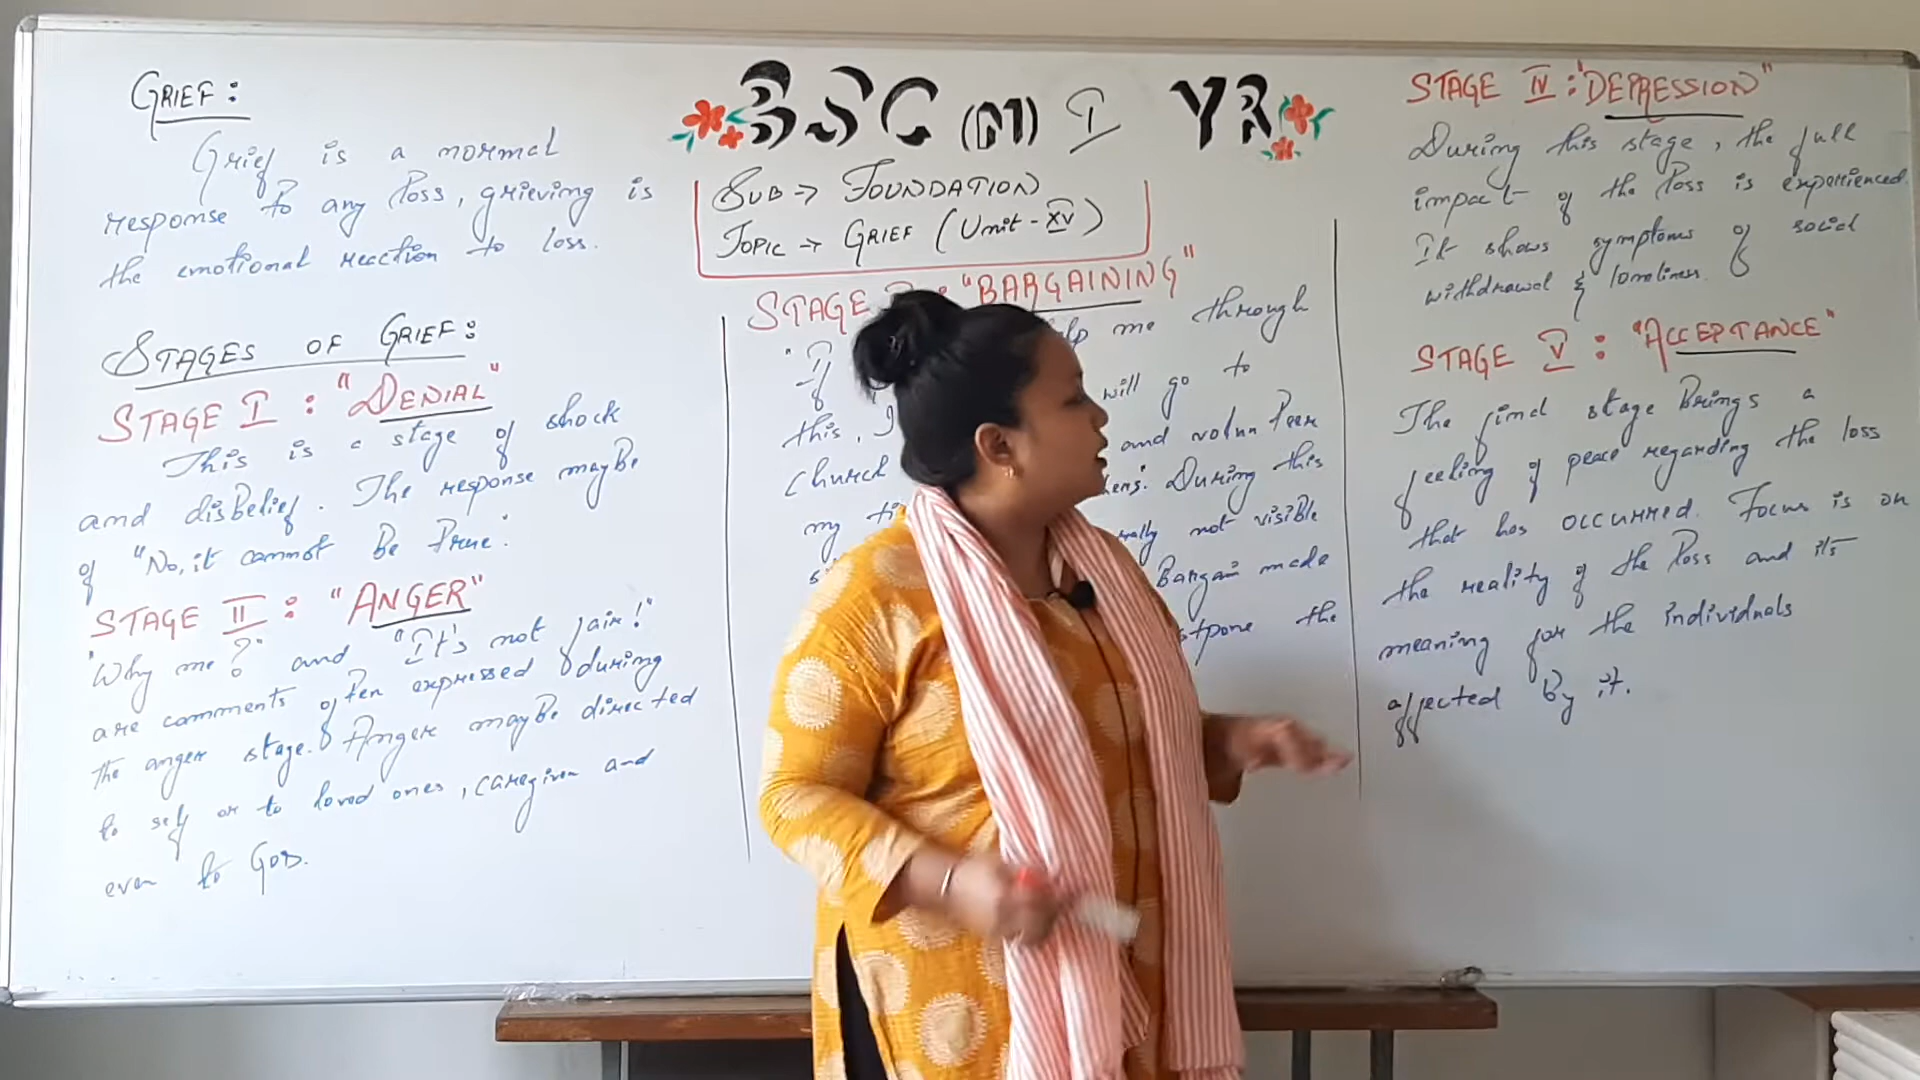 GRIEF:
Grief is a normal
response to any loss, grieving is
the emotional reaction to loss.
STAGES OF GRIEF:
STAGE I : "DENIAL"
This is a stage of shock
and disbelief. The response maybe
of "No, it cannot be true".
STAGE II : "ANGER"
"Why me?" and "It's not fair!"
are comments often expressed during
the anger stage. Anger maybe directed
to self or to loved ones, caregiver and
even to GOD.
BSC (N) I YR
SUB → FOUNDATION
TOPIC → GRIEF (Unit - XV)
STAGE : "BARGAINING"
"If me through
this, I will go to
church and volunteer
my During this
not visible
Bargain made
the
STAGE IV : "DEPRESSION"
During this stage, the full
impact of the loss is experienced.
It shows symptoms of social
withdrawal & loneliness.
STAGE V : "ACCEPTANCE"
The final stage brings a
feeling of peace regarding the loss
that has occurred. Focus is on
the reality of the loss and its
meaning for the individuals
affected by it.